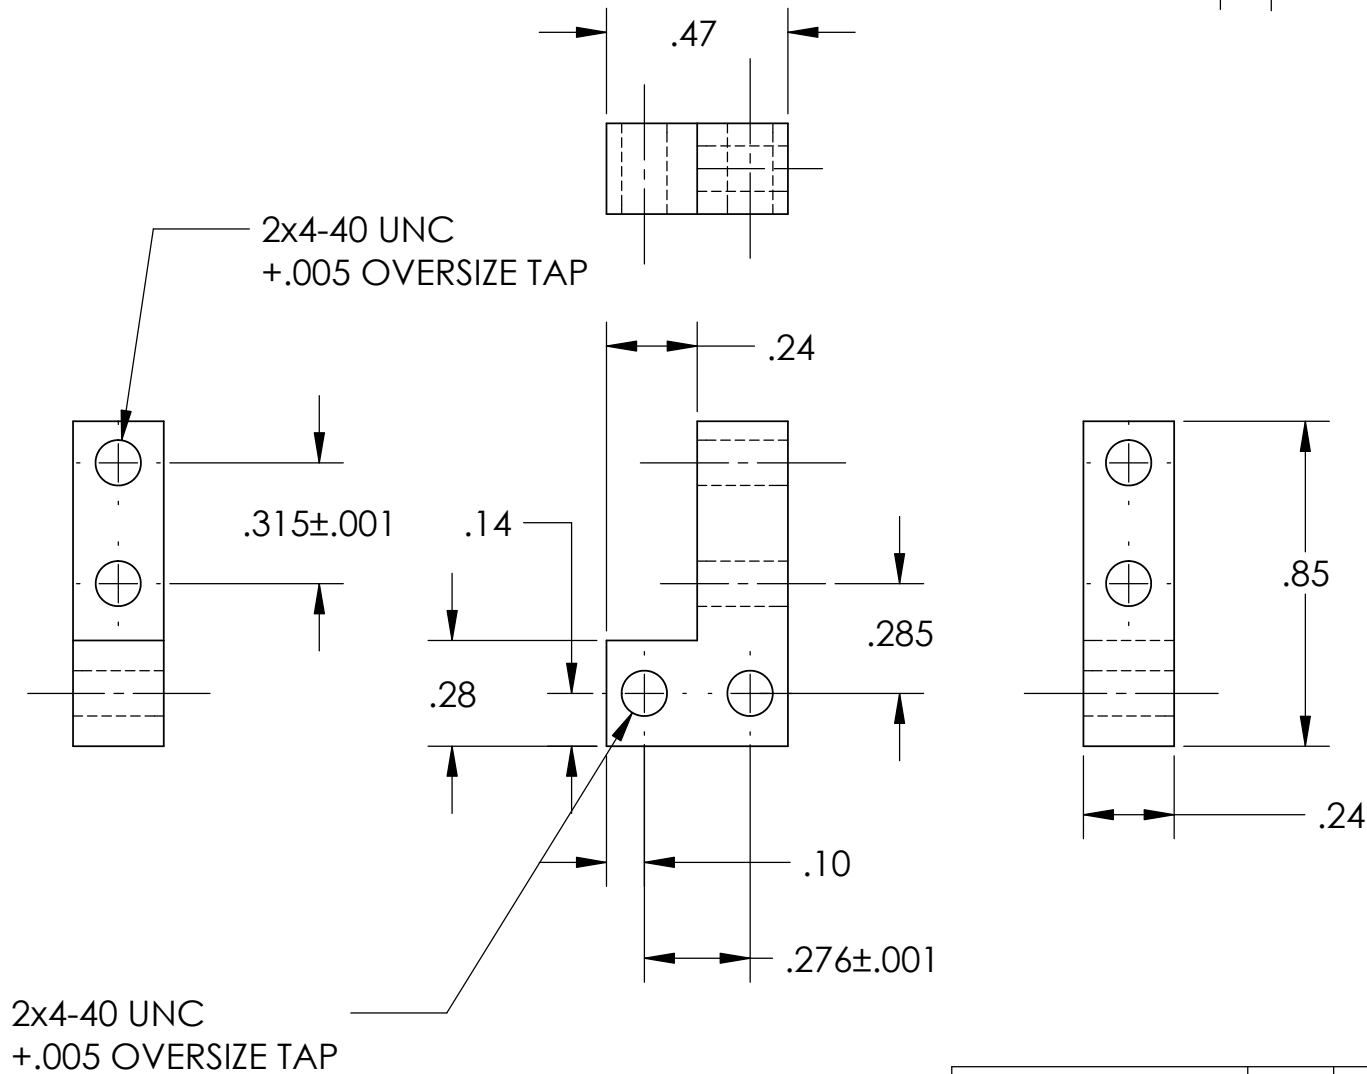 .47
2x4-40 UNC
+.005 OVERSIZE TAP
.24
.315±.001
.14
.85
.285
.28
.24
.10
.276±.001
2x4-40 UNC
+.005 OVERSIZE TAP